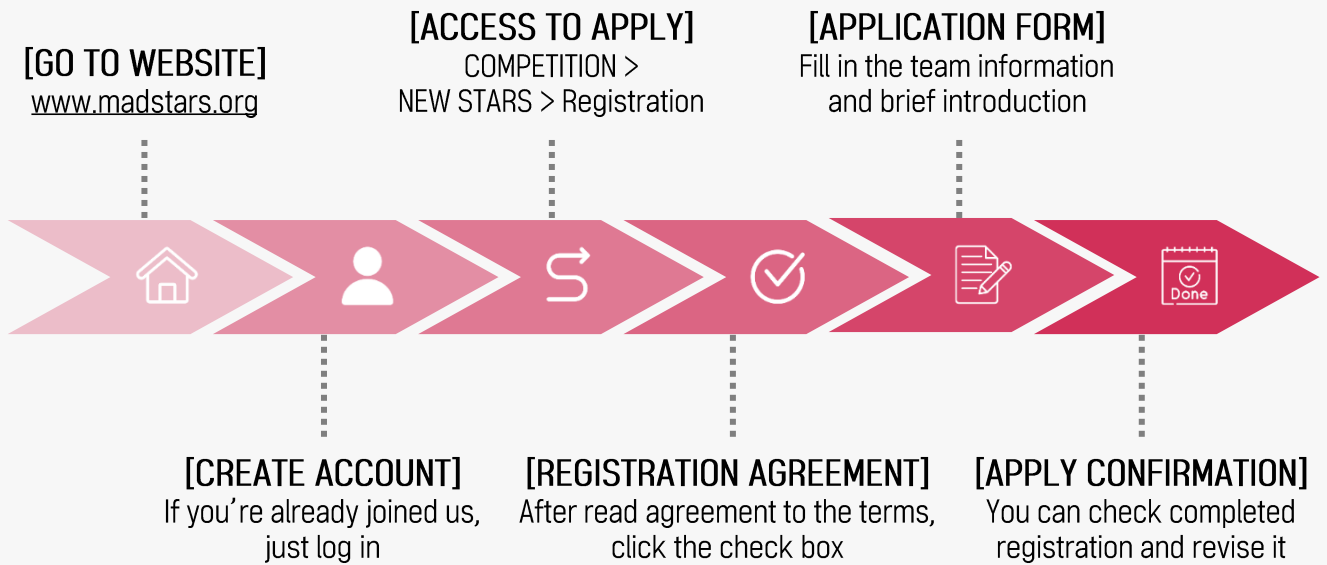 [GO TO WEBSITE]
www.madstars.org
[ACCESS TO APPLY]
COMPETITION >
NEW STARS > Registration
[APPLICATION FORM]
Fill in the team information
and brief introduction
Done
[CREATE ACCOUNT]
If you're already joined us,
just log in
[REGISTRATION AGREEMENT]
After read agreement to the terms,
click the check box
[APPLY CONFIRMATION]
You can check completed
registration and revise it